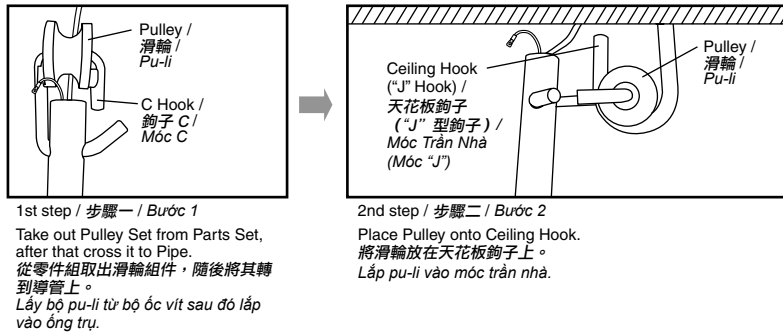 Pulley /
滑輪 /
Pu-li
C Hook /
鉤子 C /
Móc C
1st step / 步驟一 / Bước 1
Take out Pulley Set from Parts Set,
after that cross it to Pipe.
從零件組取出滑輪組件，隨後將其轉
到導管上。
Lấy bộ pu-li từ bộ ốc vít sau đó lắp
vào ống trụ.
Ceiling Hook
("J" Hook) /
天花板鉤子
（"J" 型鉤子）/
Móc Trần Nhà
(Móc "J")
Pulley /
滑輪 /
Pu-li
2nd step / 步驟二 / Bước 2
Place Pulley onto Ceiling Hook.
將滑輪放在天花板鉤子上。
Lắp pu-li vào móc trần nhà.